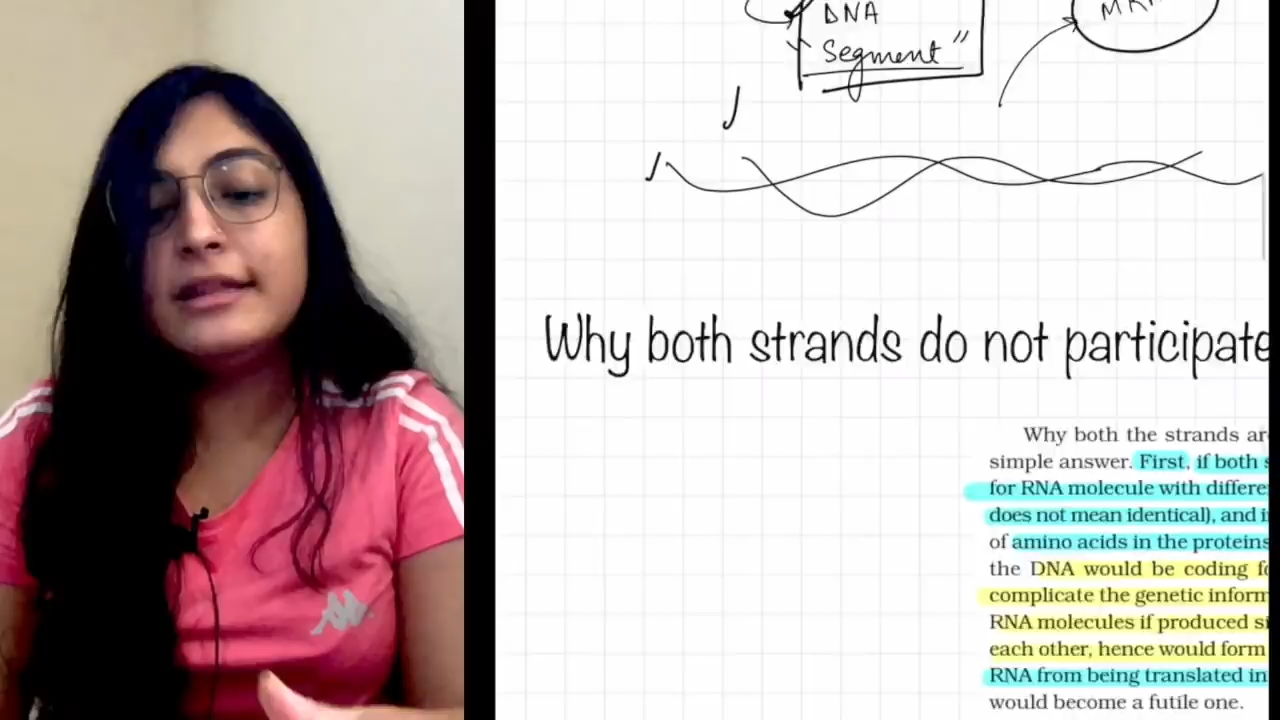 DNA
Segment"
Why both strands do not participate
Why both the strands ar
simple answer. First, if both s
for RNA molecule with differe
does not mean identical), and i
of amino acids in the proteins
the DNA would be coding fo
complicate the genetic inform
RNA molecules if produced si
each other, hence would form
RNA from being translated in
would become a futile one.